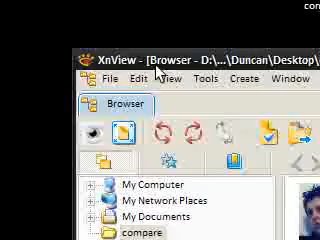 con
XnView - [Browser - D:\...\Duncan\Desktop\
File Edit View Tools Create Window
Browser
My Computer
My Network Places
My Documents
compare